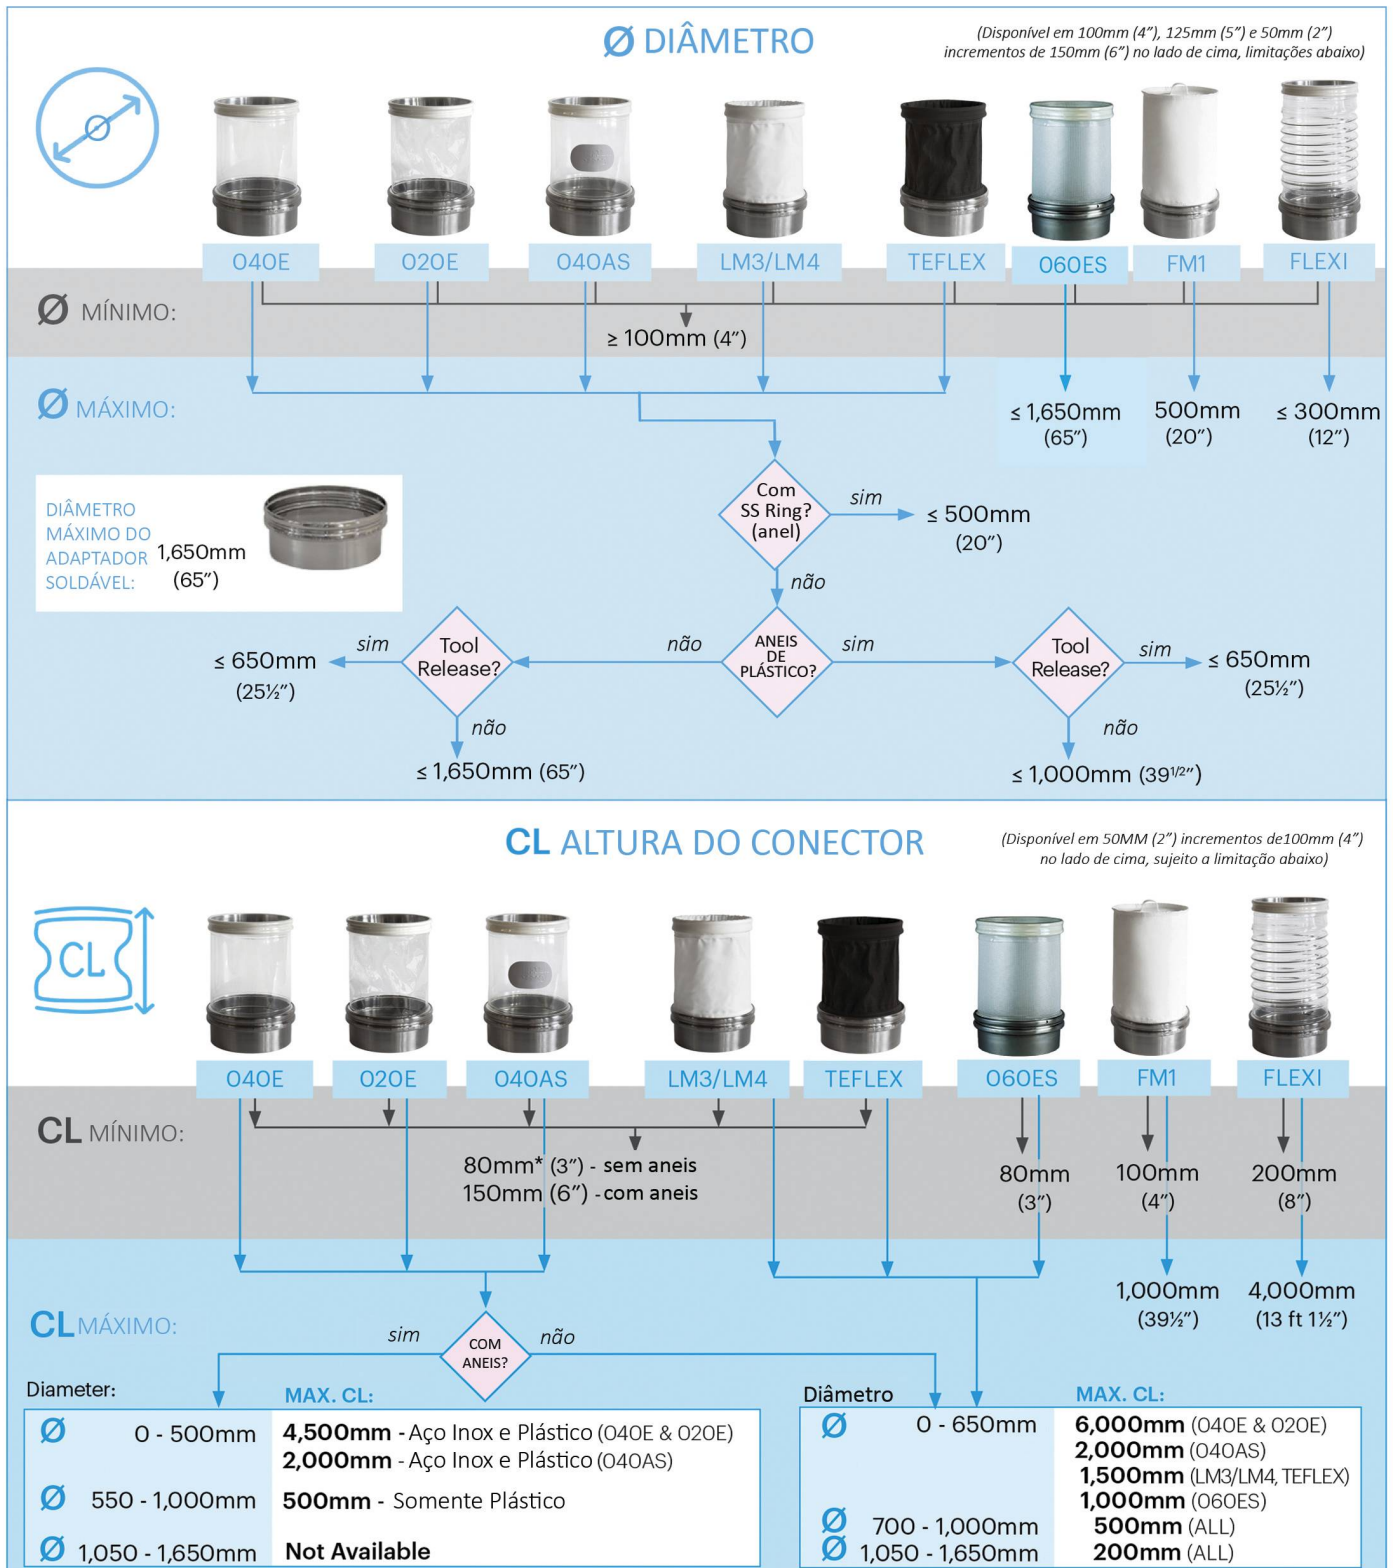 Ø DIÂMETRO
(Disponível em 100mm (4”), 125mm (5”) e 50mm (2”)
incrementos de 150mm (6”) no lado de cima, limitações abaixo)
040E 020E 040AS LM3/LM4 TEFLEX 060ES FM1 FLEXI
Ø MÍNIMO:
≥ 100mm (4”)
Ø MÁXIMO:
≤ 1,650mm
(65”)
500mm
(20”)
≤ 300mm
(12”)
DIÂMETRO
MÁXIMO DO
ADAPTADOR
SOLDÁVEL:
1,650mm
(65”)
Com
SS Ring?
(anel)
sim
≤ 500mm
(20”)
não
ANEIS
DE
PLÁSTICO?
não
sim
Tool
Release?
sim
≤ 650mm
(25½”)
não
≤ 1,650mm (65”)
Tool
Release?
sim
≤ 650mm
(25½”)
não
≤ 1,000mm (39½”)
CL ALTURA DO CONECTOR
(Disponível em 50MM (2”) incrementos de100mm (4”)
no lado de cima, sujeito a limitação abaixo)
040E 020E 040AS LM3/LM4 TEFLEX 060ES FM1 FLEXI
CL MÍNIMO:
80mm* (3”) - sem aneis
150mm (6”) -com aneis
80mm
(3”)
100mm
(4”)
200mm
(8”)
CL
CL MÁXIMO:
1,000mm
(39½”)
4,000mm
(13 ft 1½”)
COM
ANEIS?
sim
não
Diameter:
MAX. CL:
Ø 0 - 500mm 4,500mm - Aço Inox e Plástico (040E & 020E)
2,000mm - Aço Inox e Plástico (040AS)
Ø 550 - 1,000mm 500mm - Somente Plástico
Ø 1,050 - 1,650mm Not Available
Diâmetro
MAX. CL:
Ø 0 - 650mm 6,000mm (040E & 020E)
2,000mm (040AS)
1,500mm (LM3/LM4, TEFLEX)
1,000mm (060ES)
Ø 700 - 1,000mm 500mm (ALL)
Ø 1,050 - 1,650mm 200mm (ALL)